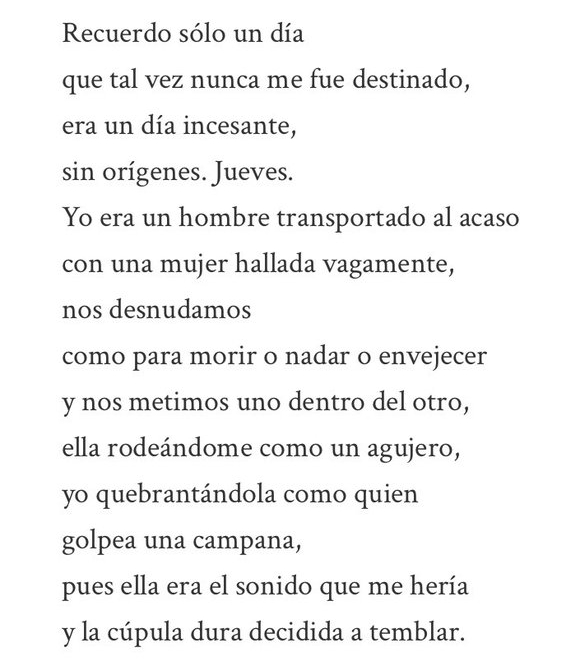 Recuerdo sólo un día
que tal vez nunca me fue destinado,
era un día incesante,
sin orígenes. Jueves.
Yo era un hombre transportado al acaso
con una mujer hallada vagamente,
nos desnudamos
como para morir o nadar o envejecer
y nos metimos uno dentro del otro,
ella rodeándome como un agujero,
yo quebrantándola como quien
golpea una campana,
pues ella era el sonido que me hería
y la cúpula dura decidida a temblar.